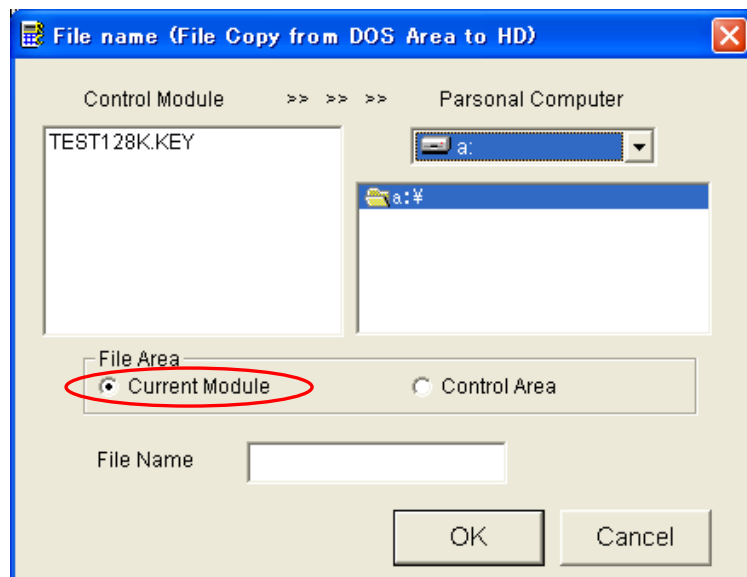 File name (File Copy from DOS Area to HD)
Control Module >> >> >> Parsonal Computer
TEST128K.KEY
a:
a:¥
File Area
Current Module
Control Area
File Name
OK
Cancel